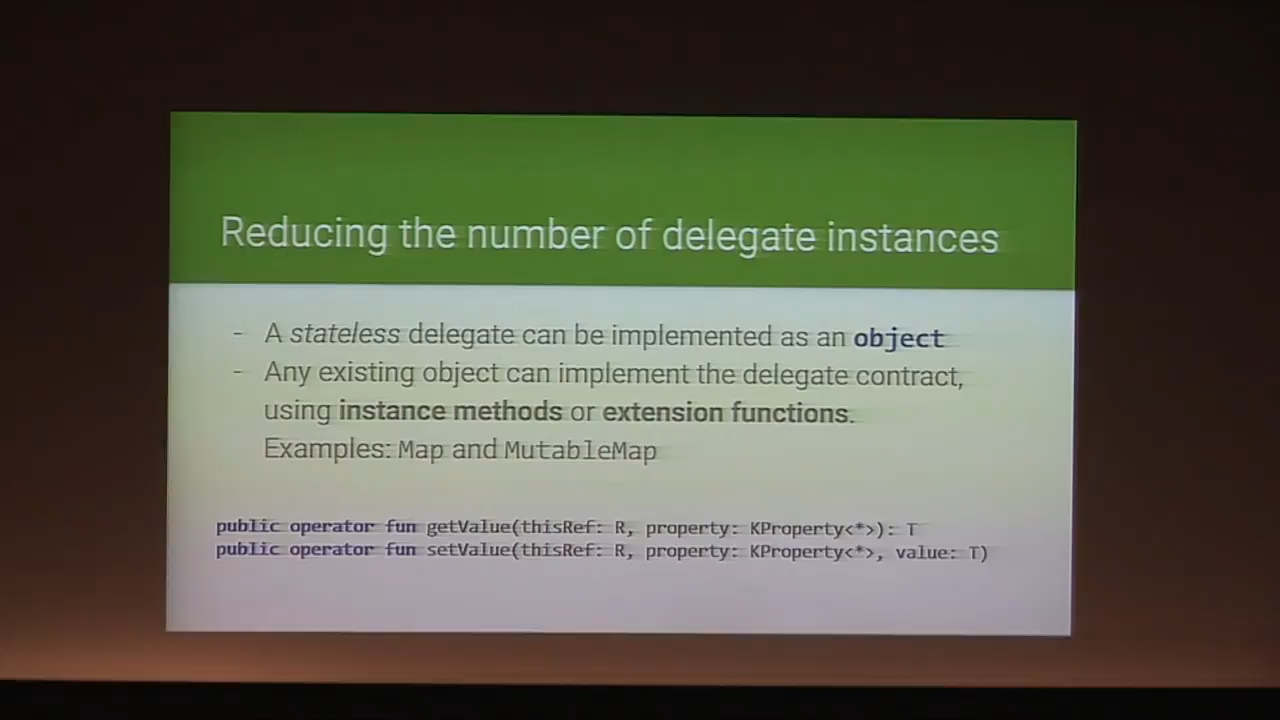 Reducing the number of delegate instances
- A stateless delegate can be implemented as an object
- Any existing object can implement the delegate contract,
using instance methods or extension functions.
Examples: Map and MutableMap
public operator fun getValue(thisRef: R, property: KProperty<*>): T
public operator fun setValue(thisRef: R, property: KProperty<*>, value: T)